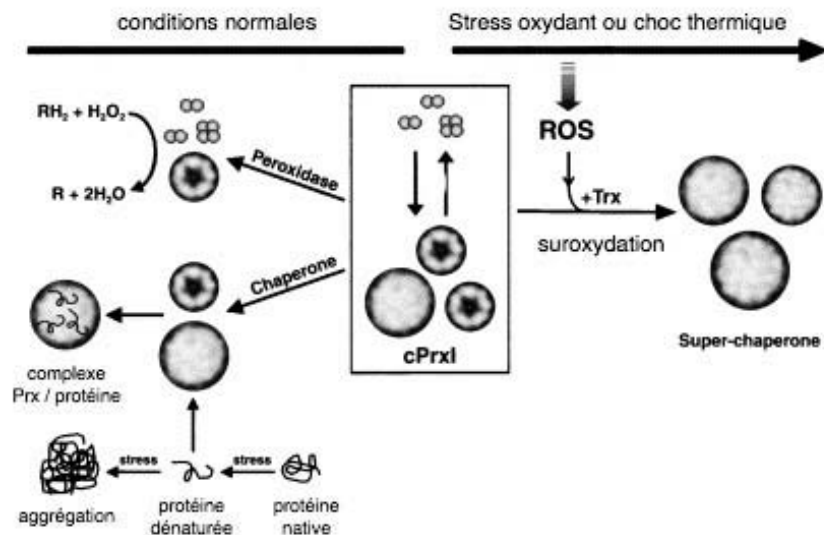 conditions normales
Stress oxydant ou choc thermique
RH₂ + H₂O₂
R + 2H₂O
Peroxidase
ROS
+Trx
suroxydation
Chaperone
cPrxI
Super-chaperone
complexe
Prx / protéine
stress
stress
aggrégation
protéine
dénaturée
protéine
native